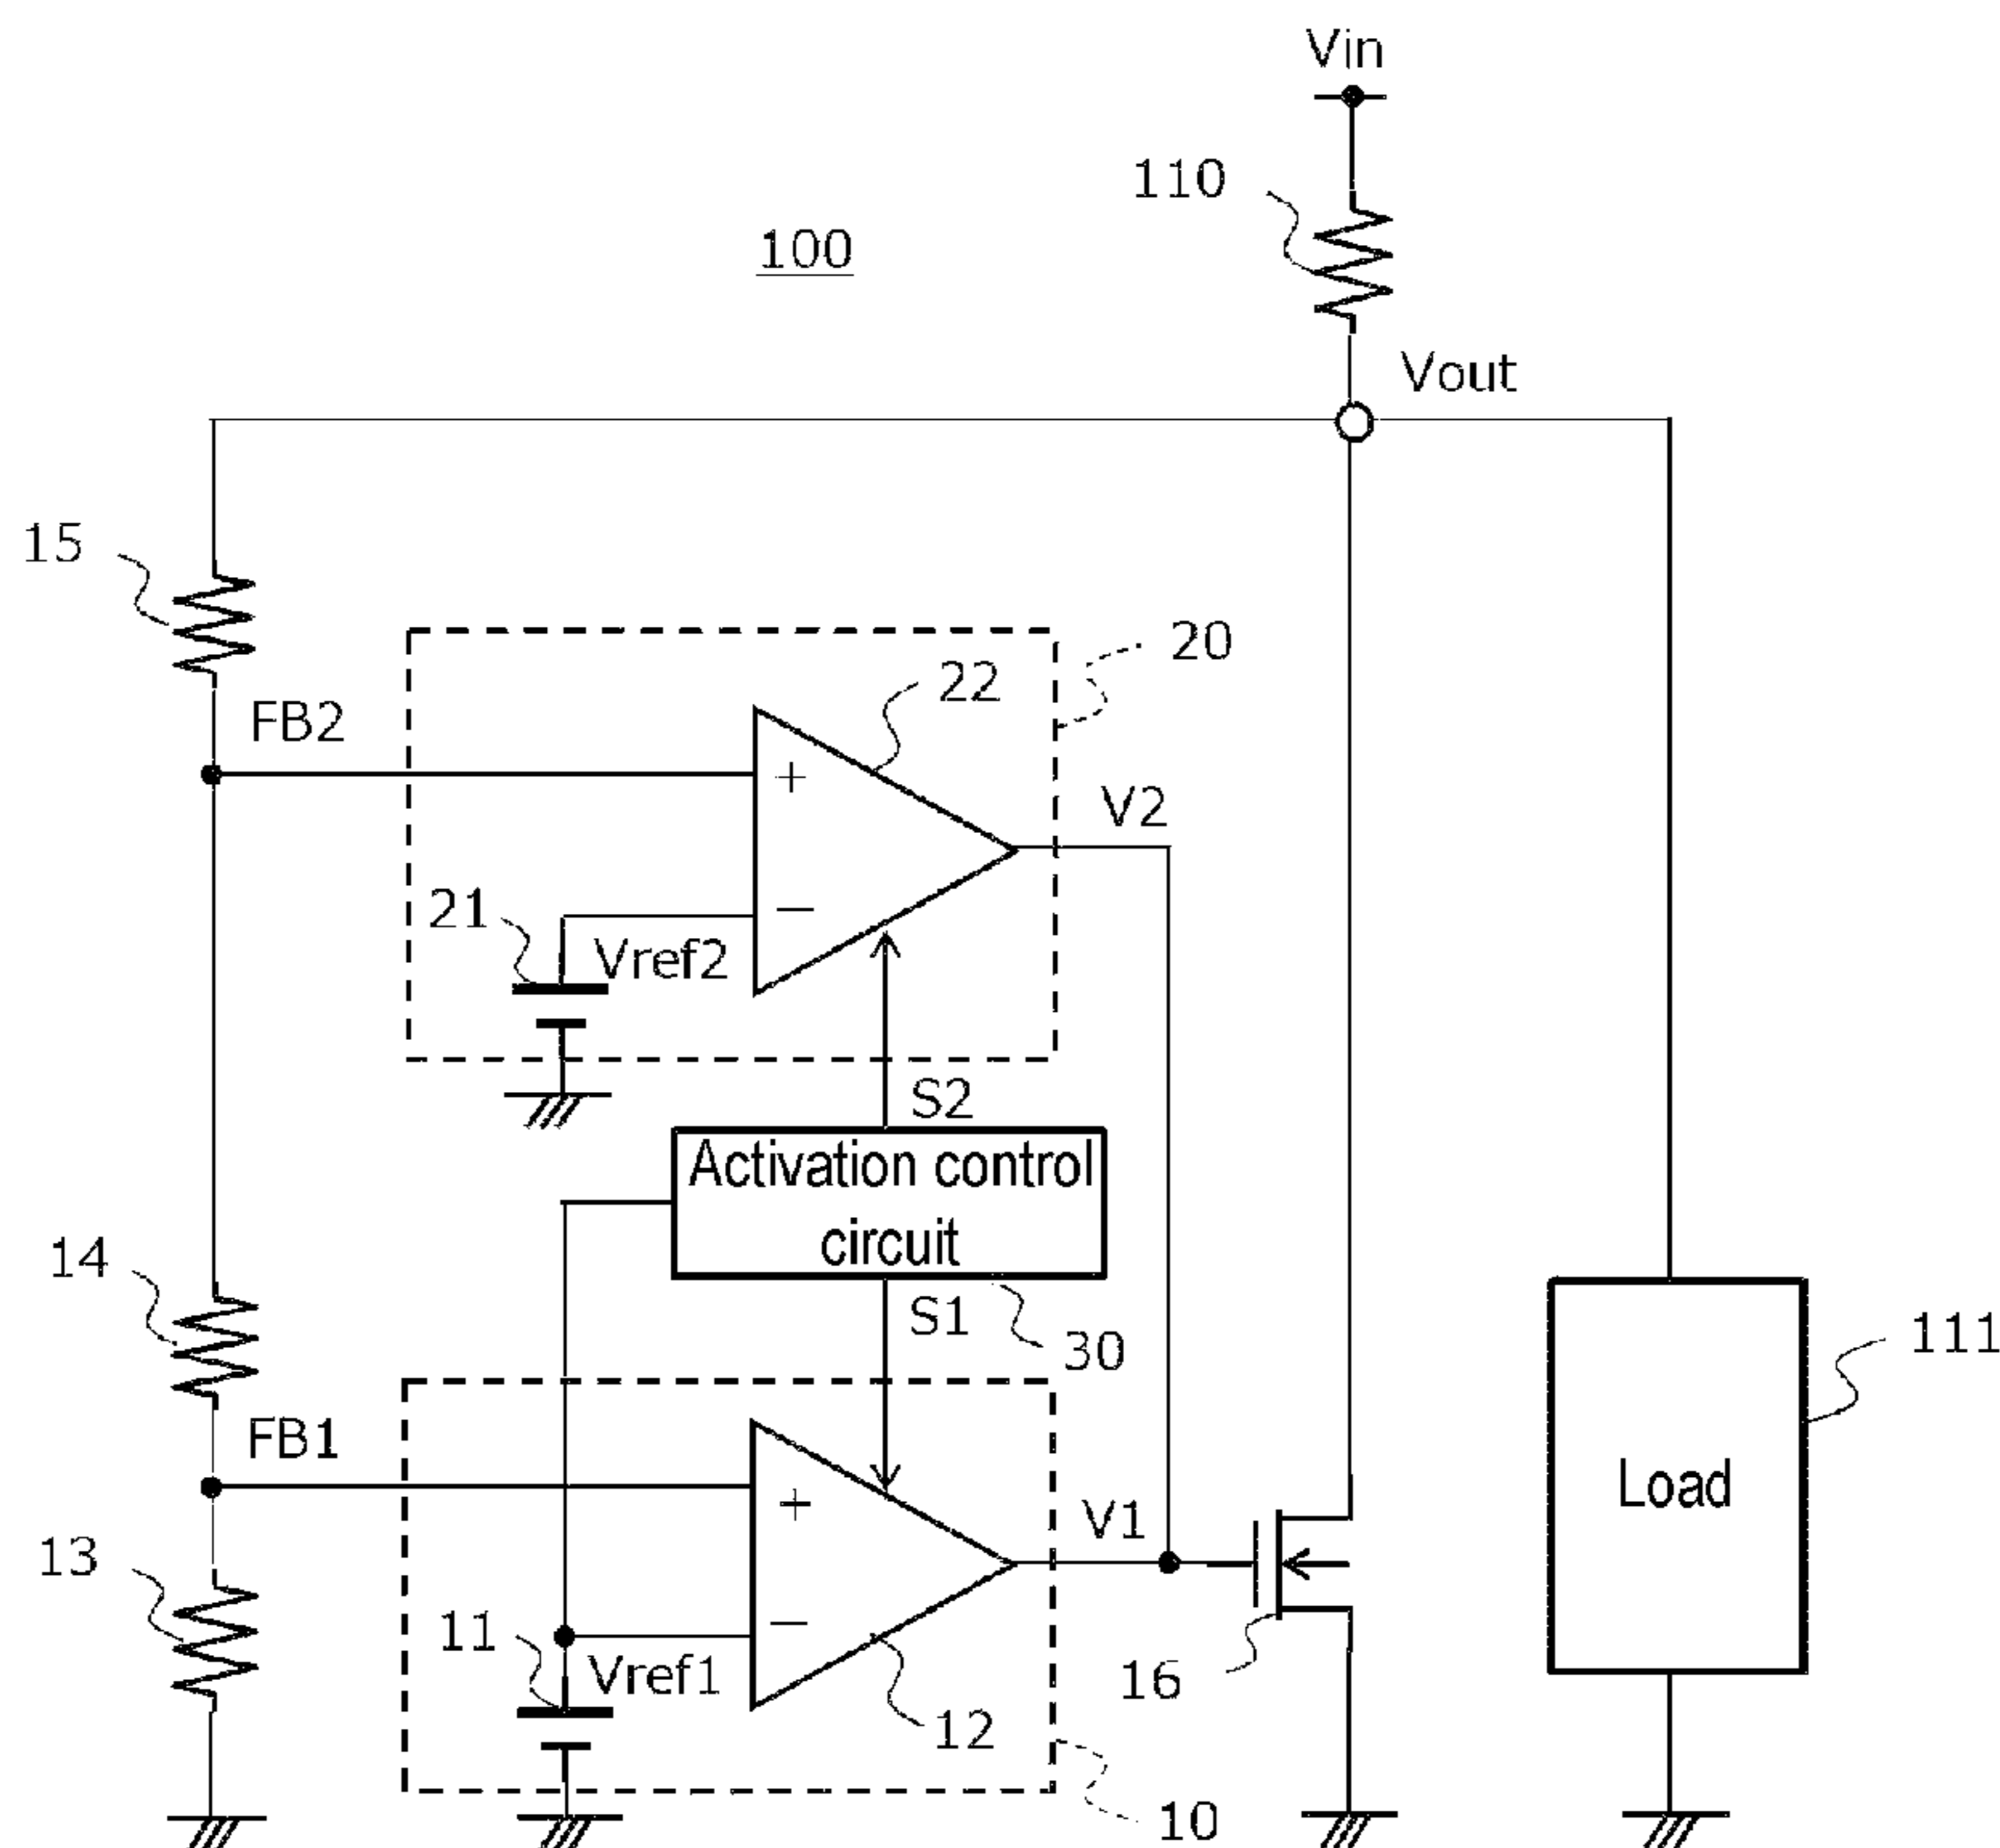 Vin
110
100
Vout
15
20
22
FB2
+
V2
21
−
Vref2
S2
Activation control
circuit
14
S1
30
111
FB1
+
V1
Load
13
11
−
Vref1
16
12
10